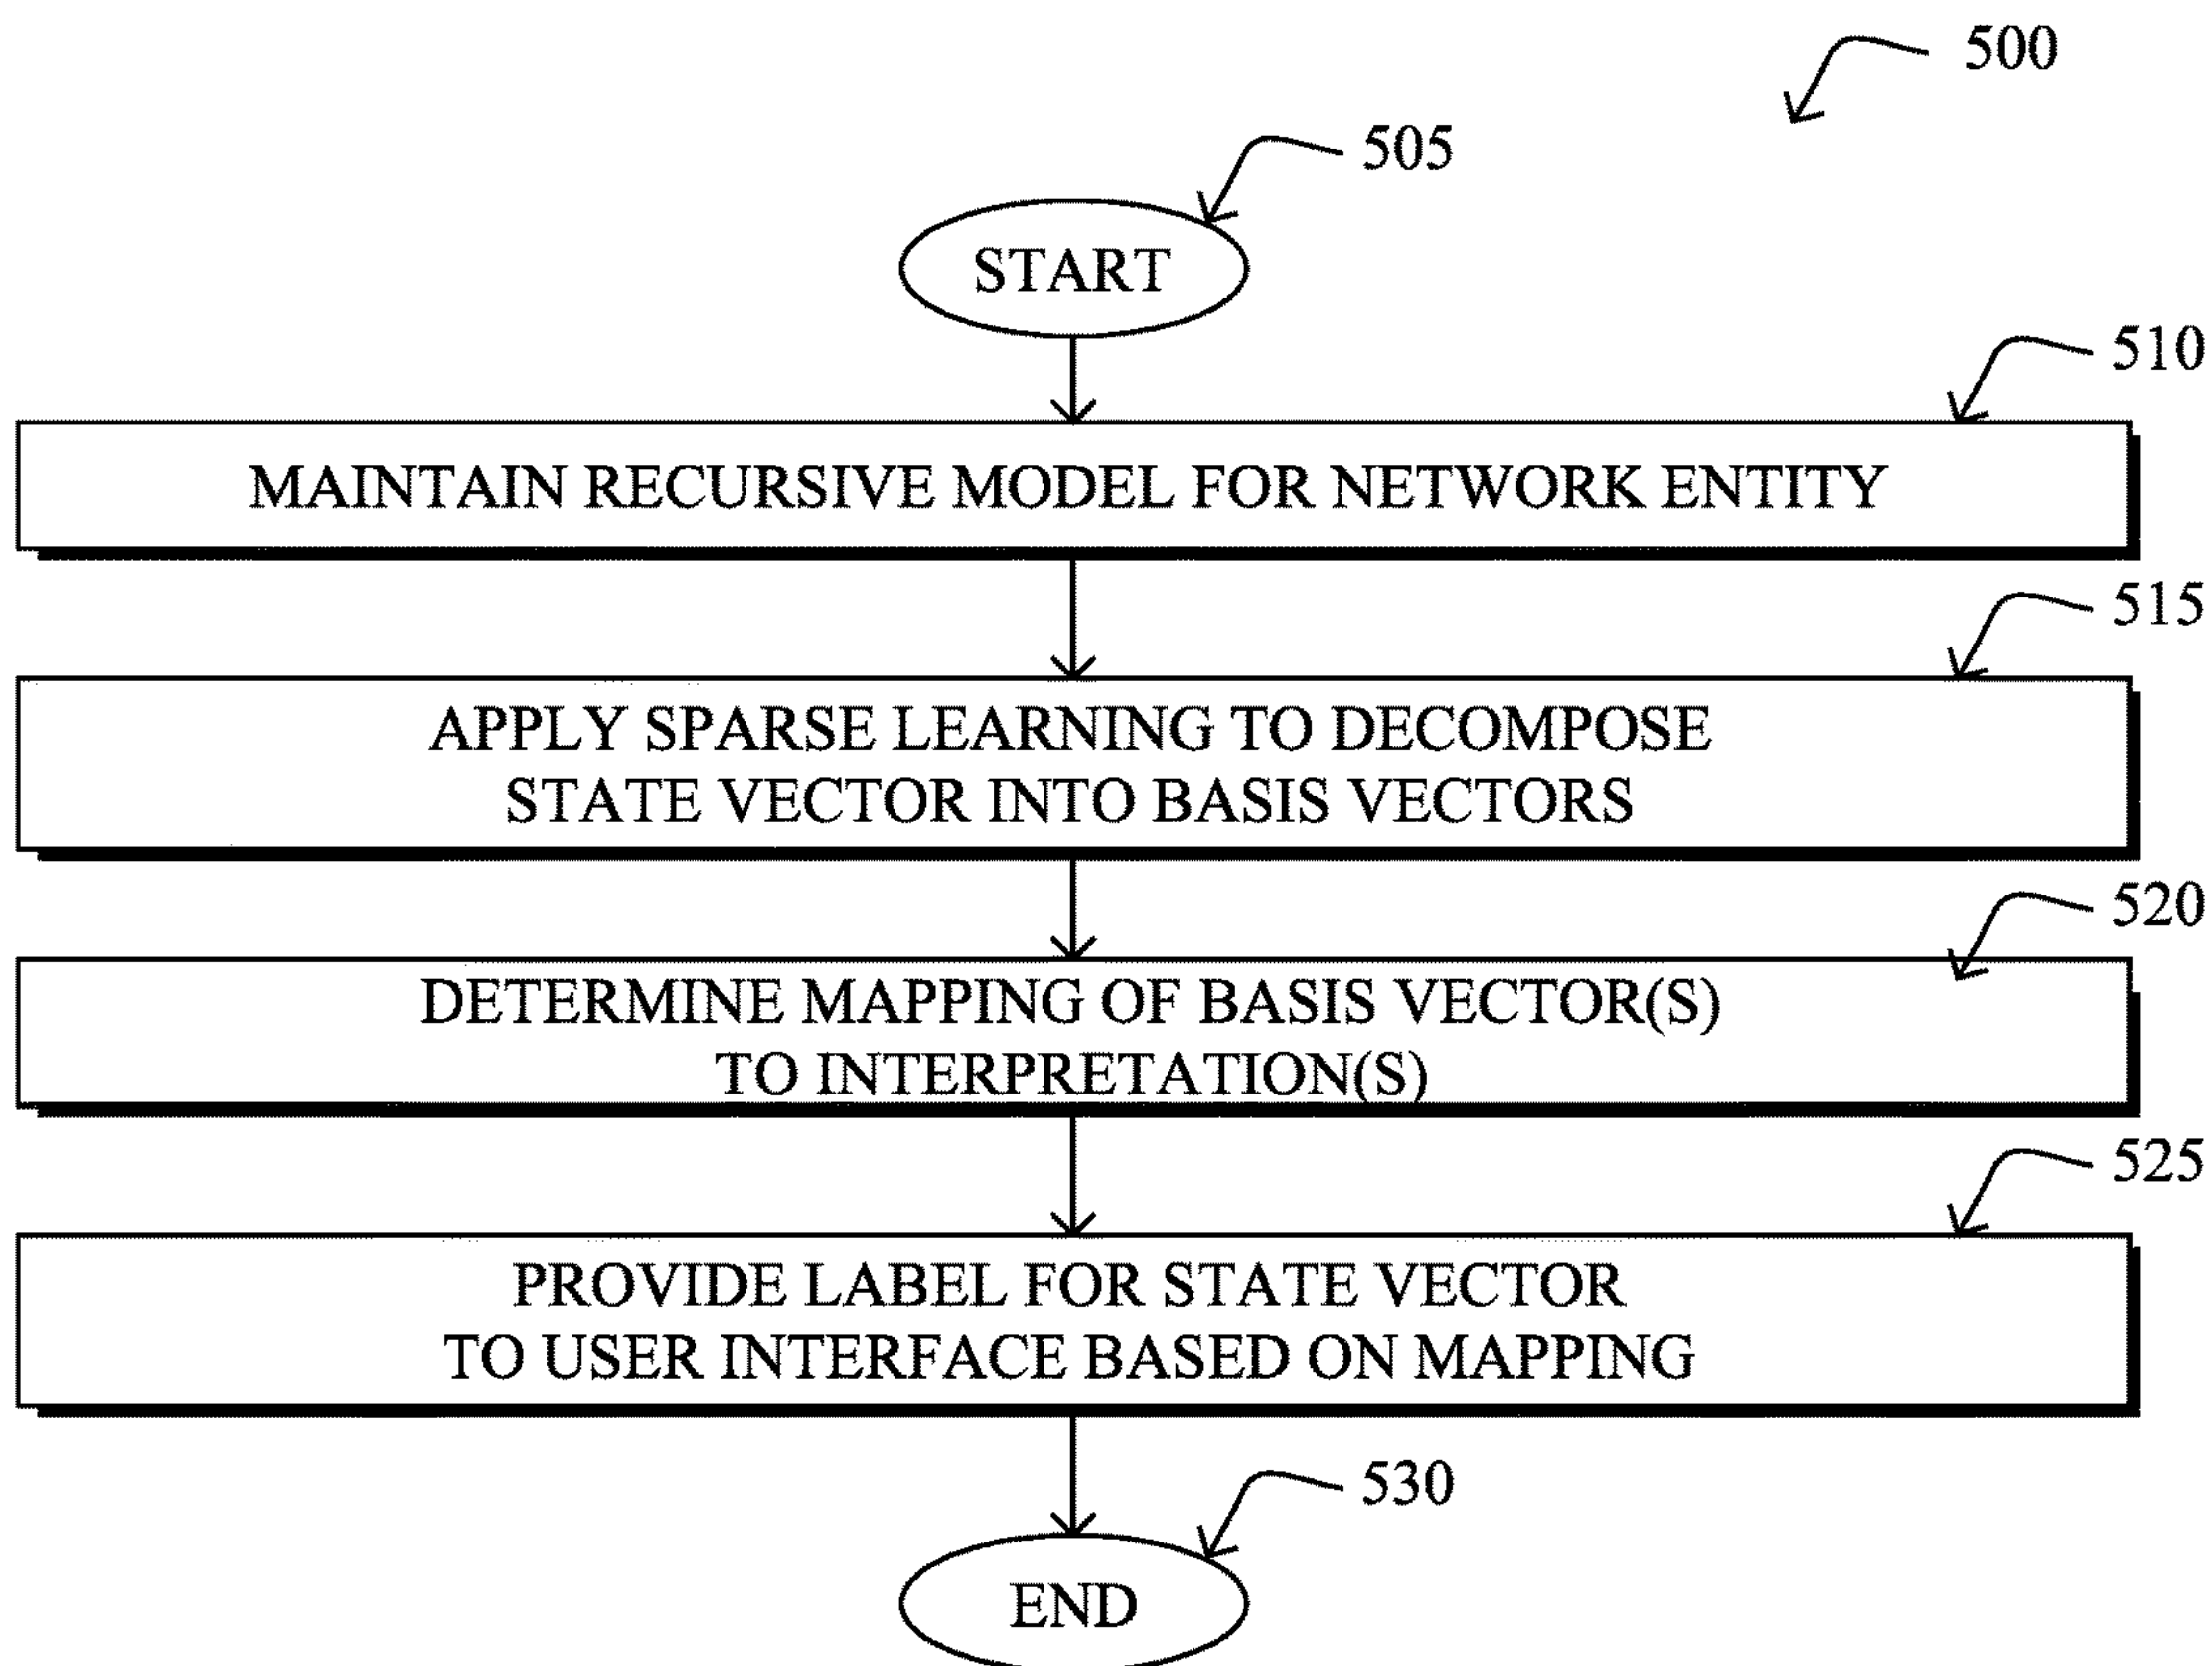 500
505
START
510
MAINTAIN RECURSIVE MODEL FOR NETWORK ENTITY
515
APPLY SPARSE LEARNING TO DECOMPOSE
STATE VECTOR INTO BASIS VECTORS
520
DETERMINE MAPPING OF BASIS VECTOR(S)
TO INTERPRETATION(S)
525
PROVIDE LABEL FOR STATE VECTOR
TO USER INTERFACE BASED ON MAPPING
530
END